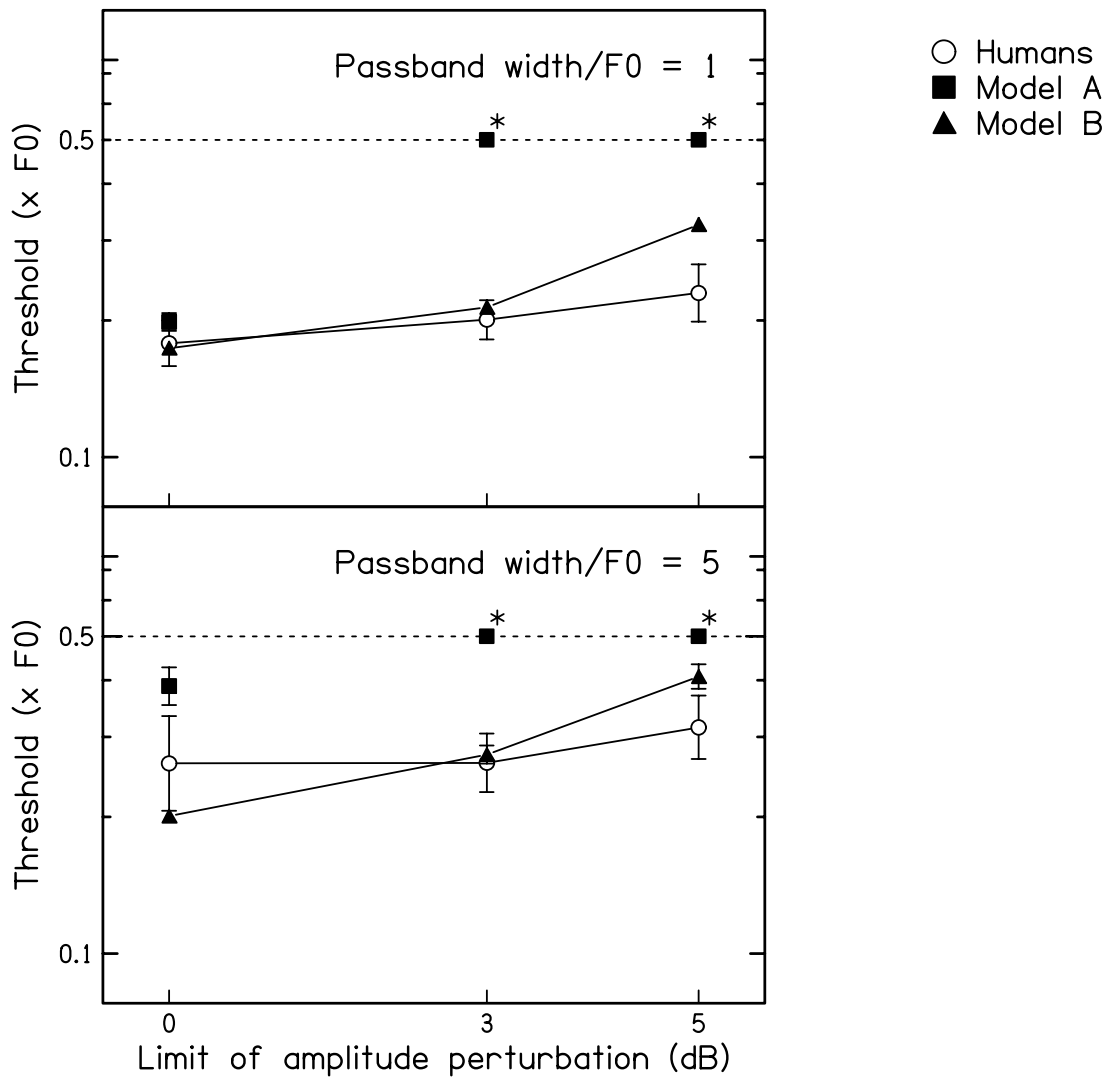 Passband width/F0 = 1
Humans
Model A
Model B
*
*
0.5
0.1
Threshold (x F0)
Passband width/F0 = 5
*
*
0.5
0.1
Threshold (x F0)
0
3
5
Limit of amplitude perturbation (dB)